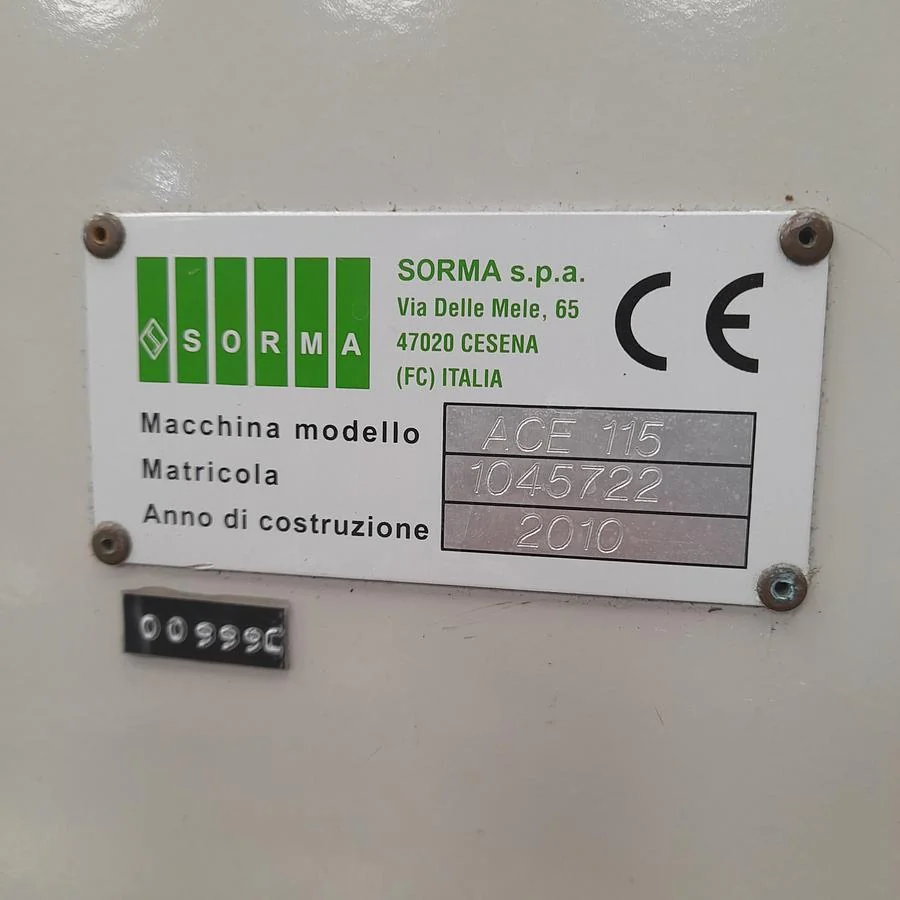 SORMA
SORMA s.p.a.
Via Delle Mele, 65
47020 CESENA
(FC) ITALIA
CE
Macchina modello ACE 115
Matricola 1045722
Anno di costruzione 2010
00999C